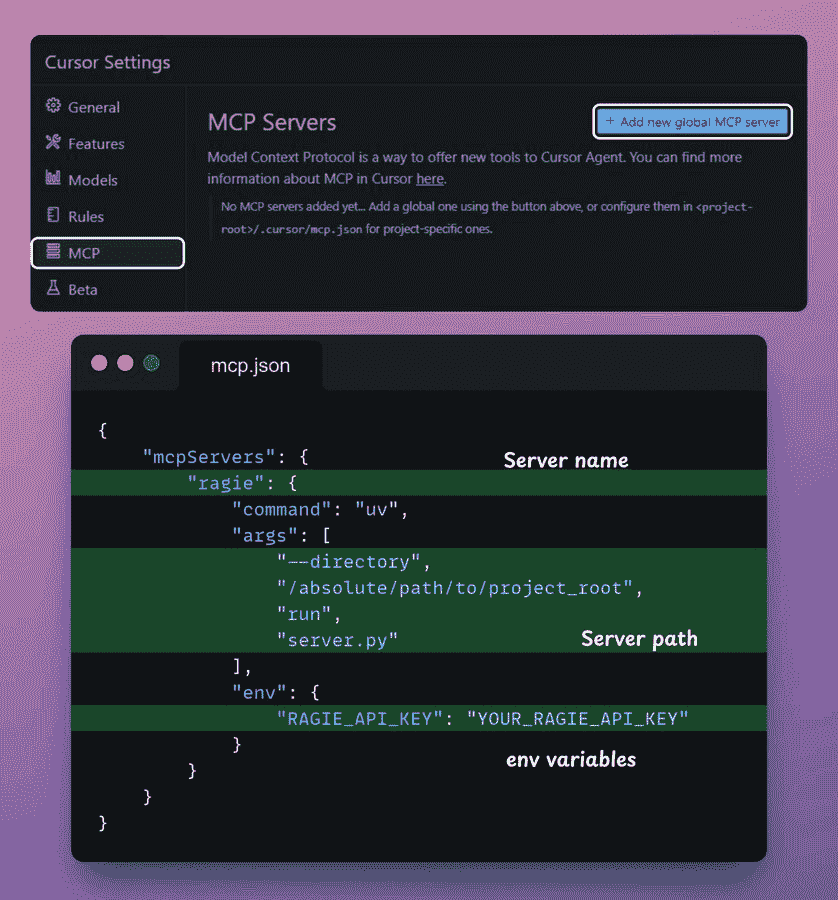 Cursor Settings
General
Features
Models
Rules
MCP
Beta
MCP Servers
+ Add new global MCP server
Model Context Protocol is a way to offer new tools to Cursor Agent. You can find more
information about MCP in Cursor here.
No MCP servers added yet... Add a global one using the button above, or configure them in <project-
root>/.cursor/mcp.json for project-specific ones.
mcp.json
{
    "mcpServers": {
Server name
        "ragie": {
            "command": "uv",
            "args": [
                "--directory",
                "/absolute/path/to/project_root",
                "run",
                "server.py"
Server path
            ],
            "env": {
                "RAGIE_API_KEY": "YOUR_RAGIE_API_KEY"
            }
env variables
        }
    }
}